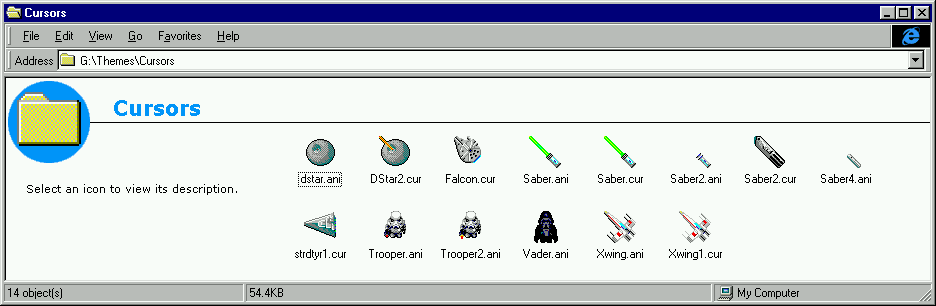 Cursors
File Edit View Go Favorites Help
Address G:\Themes\Cursors
Cursors
Select an icon to view its description.
dstar.ani DStar2.cur Falcon.cur Saber.ani Saber.cur Saber2.ani Saber2.cur Saber4.ani
strdtyr1.cur Trooper.ani Trooper2.ani Vader.ani Xwing.ani Xwing1.cur
14 object(s) 54.4KB My Computer